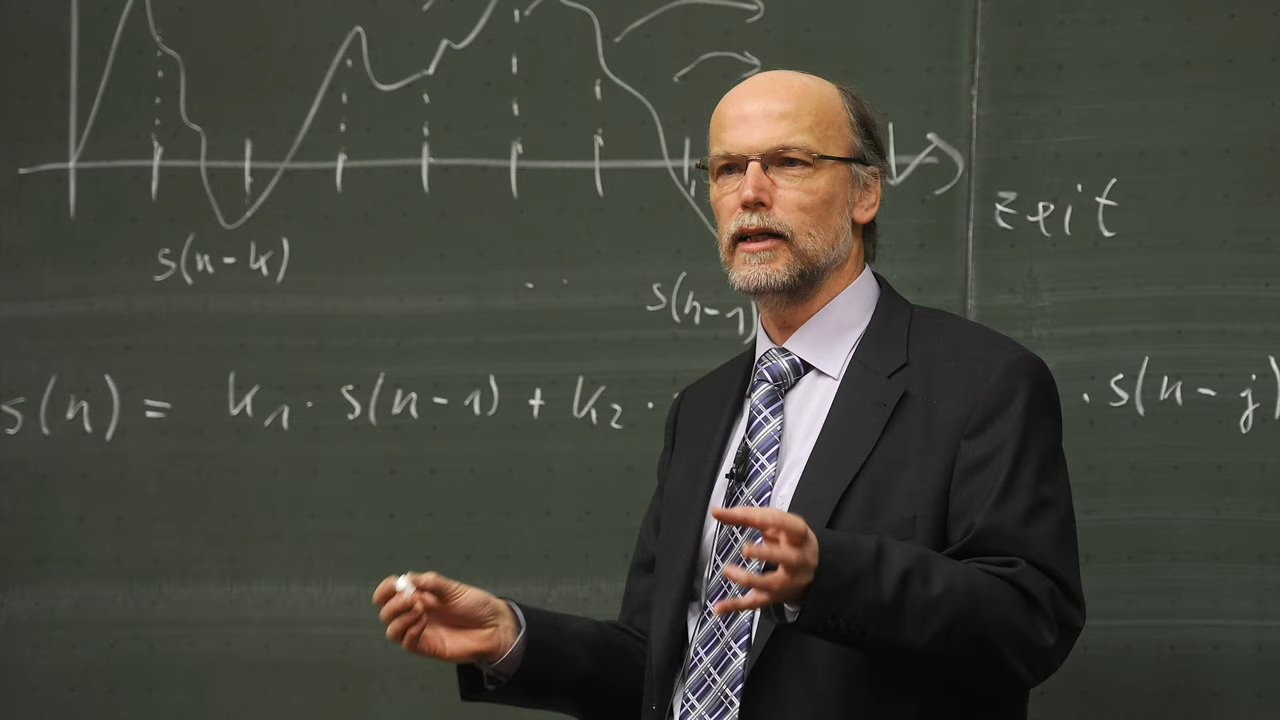 Zeit
s(n-k)
s(n-1)
s(n) = k1 · s(n-1) + k2 · · s(n-j)